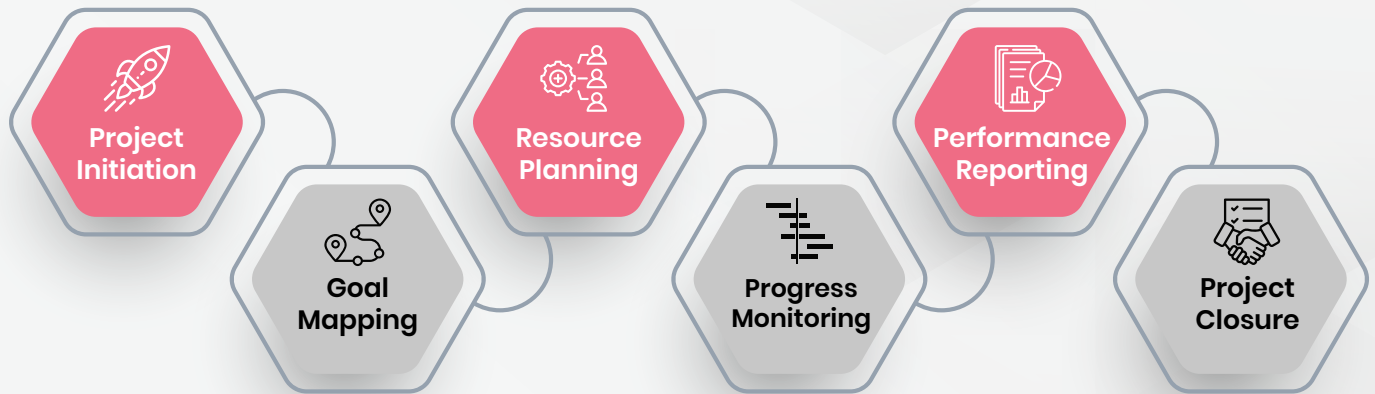 Project
Initiation
Goal
Mapping
Resource
Planning
Progress
Monitoring
Performance
Reporting
Project
Closure